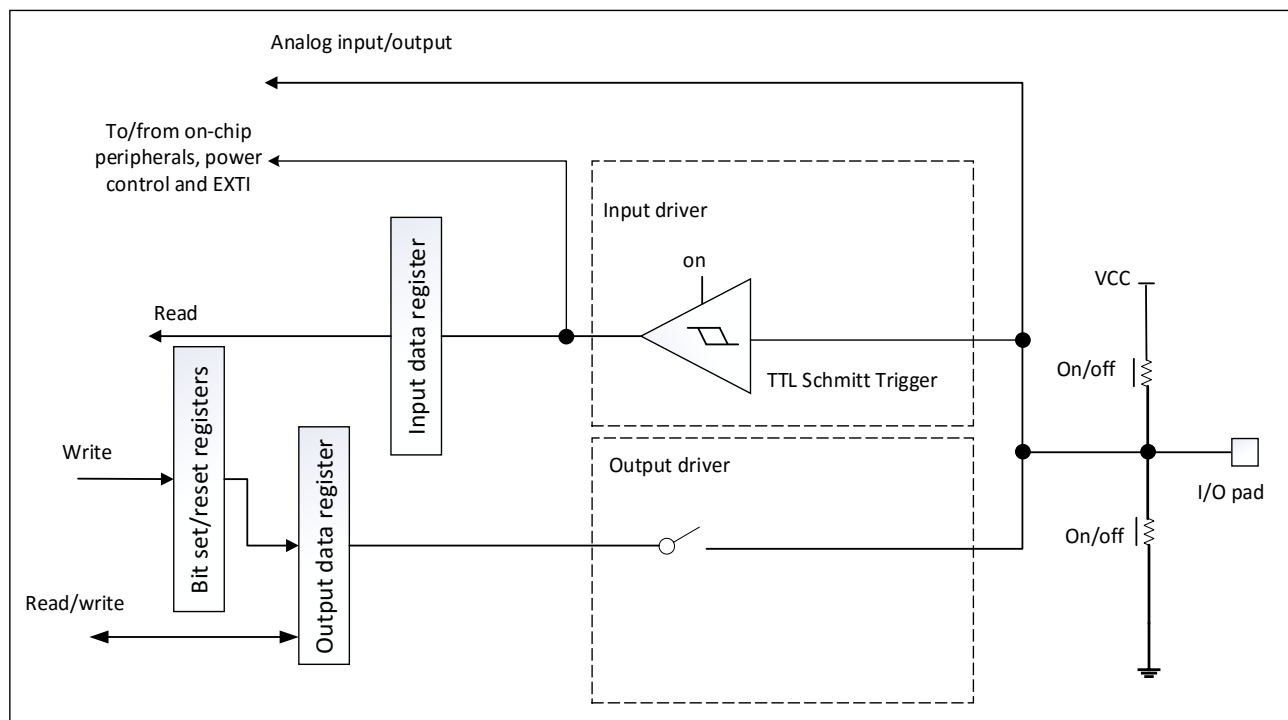 Analog input/output
To/from on-chip
peripherals, power
control and EXTI
Input driver
on
Input data register
VCC
Read
On/off
TTL Schmitt Trigger
Bit set/reset registers
Output data register
Write
Output driver
I/O pad
On/off
Read/write